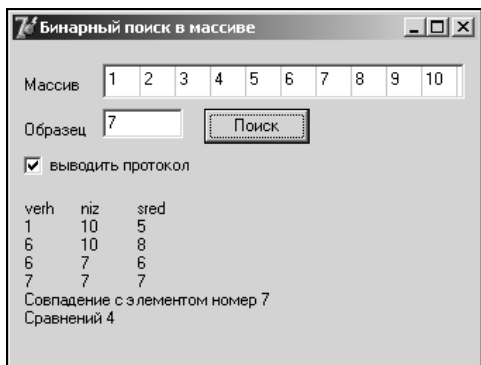 Бинарный поиск в массиве
Массив 1 2 3 4 5 6 7 8 9 10
Образец 7 Поиск
выводить протокол
verh niz sred
1 10 5
6 10 8
6 7 6
7 7 7
Совпадение с элементом номер 7
Сравнений 4